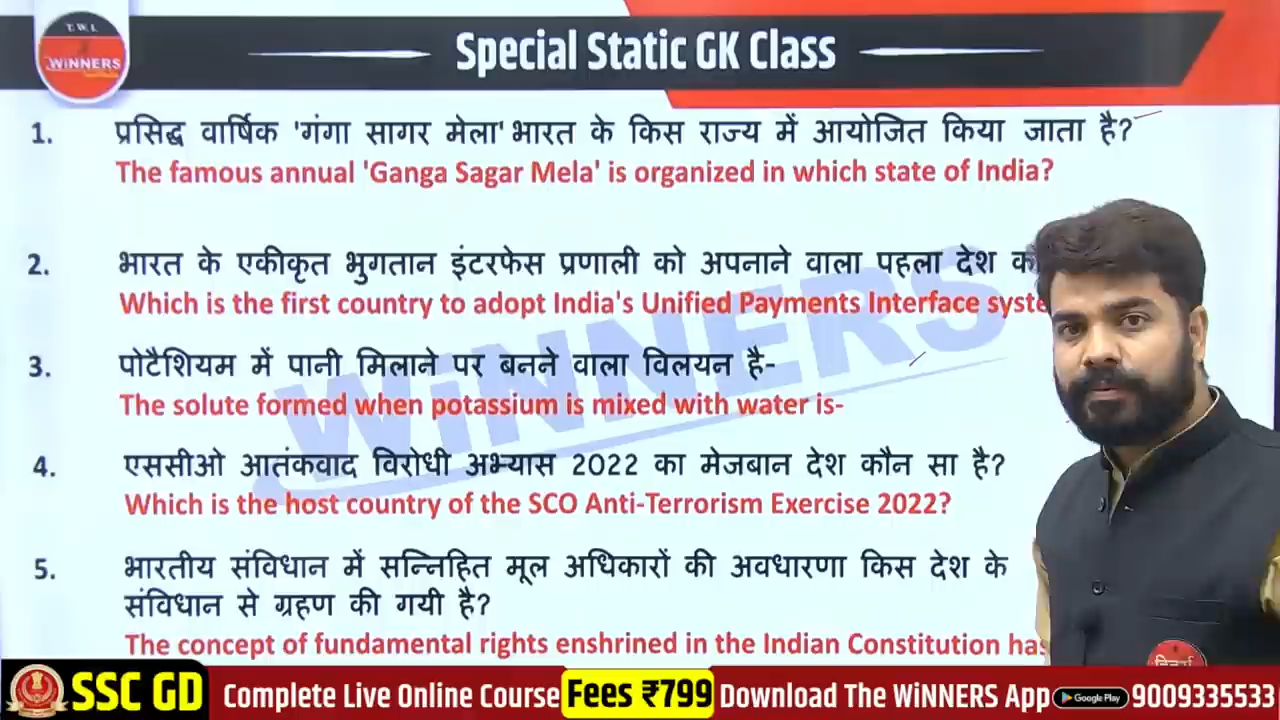 T.W.I.
WiNNERS
Special Static GK Class
1. प्रसिद्ध वार्षिक 'गंगा सागर मेला' भारत के किस राज्य में आयोजित किया जाता है?
The famous annual 'Ganga Sagar Mela' is organized in which state of India?
2. भारत के एकीकृत भुगतान इंटरफेस प्रणाली को अपनाने वाला पहला देश
Which is the first country to adopt India's Unified Payments Interface
3. पोटैशियम में पानी मिलाने पर बनने वाला विलयन है-
The solute formed when potassium is mixed with water is-
4. एससीओ आतंकवाद विरोधी अभ्यास 2022 का मेजबान देश कौन सा है?
Which is the host country of the SCO Anti-Terrorism Exercise 2022?
5. भारतीय संविधान में सन्निहित मूल अधिकारों की अवधारणा किस देश के
संविधान से ग्रहण की गयी है?
The concept of fundamental rights enshrined in the Indian Constitution has
WiNNERS
SSC GD Complete Live Online Course Fees ₹799 Download The WiNNERS App Google Play 9009335533